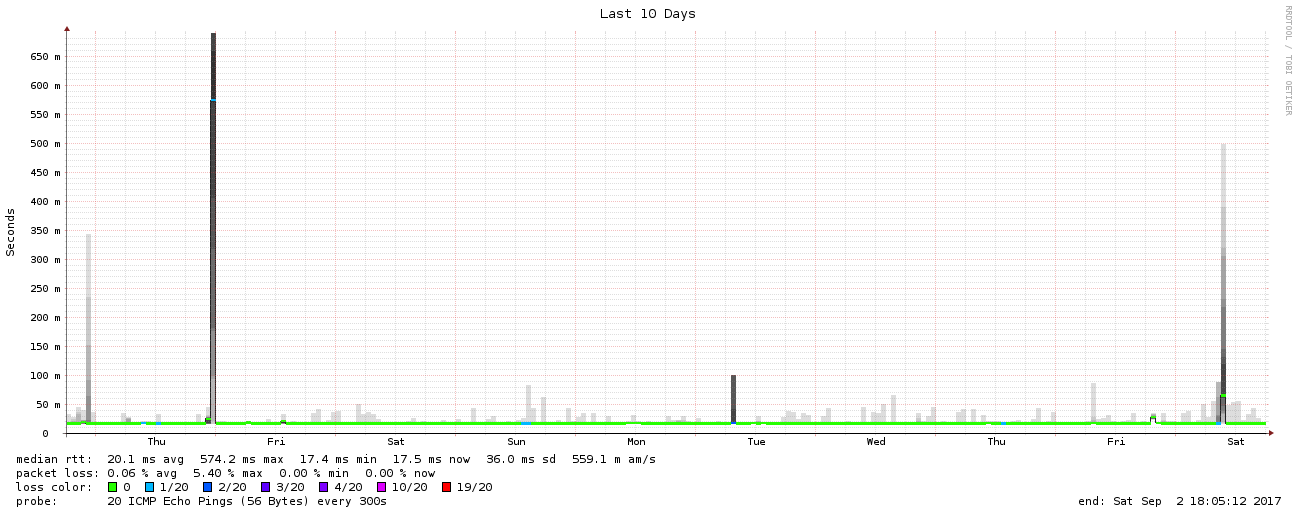 Last 10 Days
RRDTOOL / TOBI OETIKER
Seconds
650 m
600 m
550 m
500 m
450 m
400 m
350 m
300 m
250 m
200 m
150 m
100 m
50 m
0
Thu Fri Sat Sun Mon Tue Wed Thu Fri Sat
median rtt: 20.1 ms avg 574.2 ms max 17.4 ms min 17.5 ms now 36.0 ms sd 559.1 m am/s
packet loss: 0.06 % avg 5.40 % max 0.00 % min 0.00 % now
loss color: 0 1/20 2/20 3/20 4/20 10/20 19/20
probe: 20 ICMP Echo Pings (56 Bytes) every 300s end: Sat Sep 2 18:05:12 2017